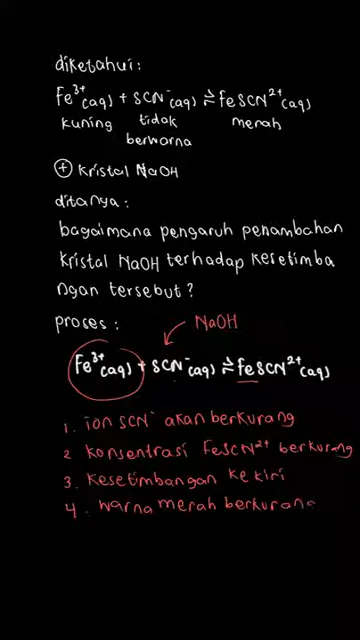 diketahui:
Fe³⁺(aq) + SCN⁻(aq) ⇌ FeSCN²⁺(aq)
kuning tidak merah
berwarna
⊕ kristal NaOH
ditanya:
bagaimana pengaruh penambahan
kristal NaOH terhadap kesetimba
ngan tersebut?
proses:
NaOH
Fe³⁺(aq) + SCN⁻(aq) ⇌ FeSCN²⁺(aq)
1. ion SCN⁻ akan berkurang
2 konsentrasi FeSCN²⁺ berkurang
3. kesetimbangan ke kiri
4. warna merah berkurang